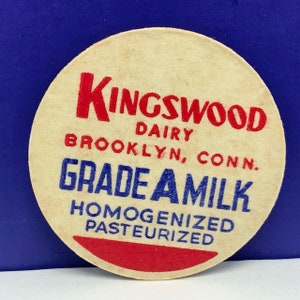 KINGSWOOD
DAIRY
BROOKLYN, CONN.
GRADE A MILK
HOMOGENIZED
PASTEURIZED